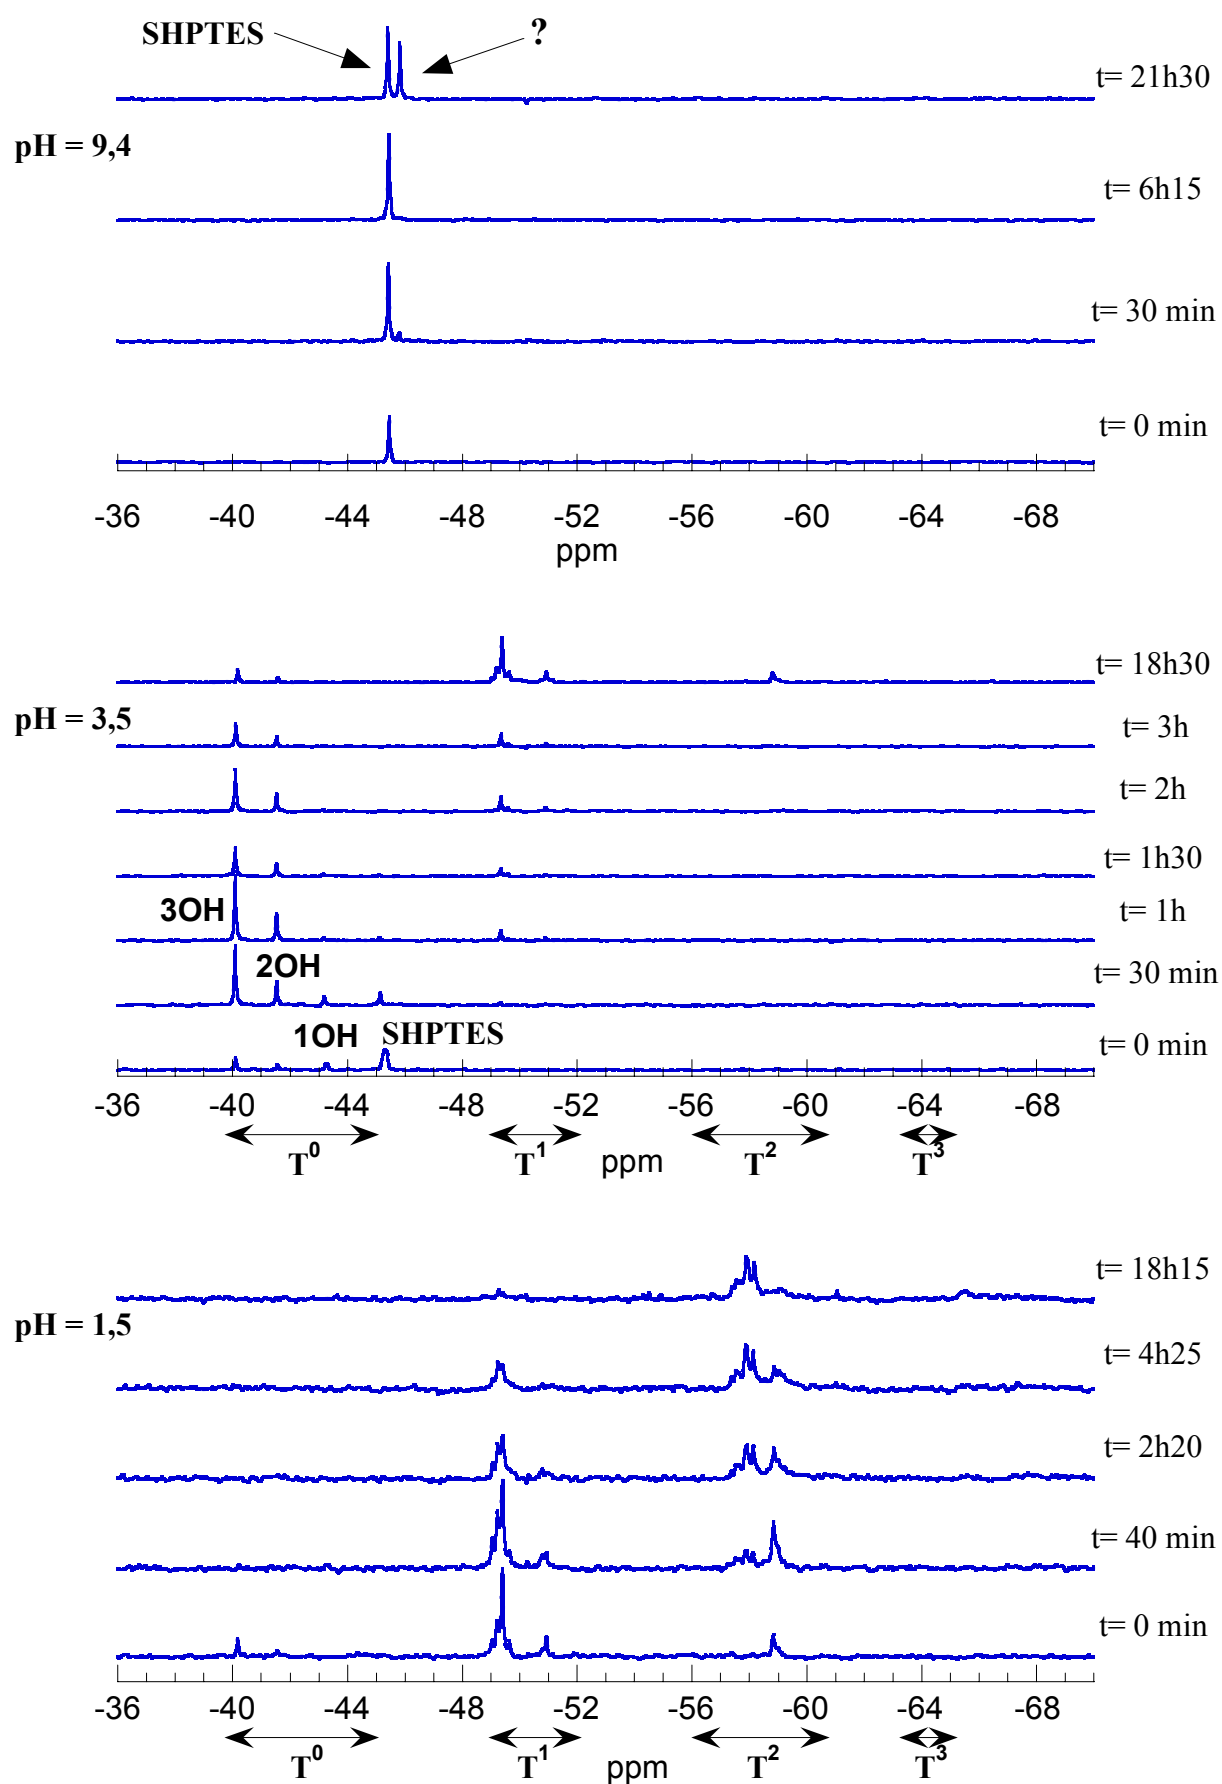 SHPTES ?
t= 21h30
pH = 9,4
t= 6h15
t= 30 min
t= 0 min
-36 -40 -44 -48 -52 -56 -60 -64 -68
ppm
t= 18h30
pH = 3,5
t= 3h
t= 2h
t= 1h30
3OH
t= 1h
2OH
t= 30 min
1OH SHPTES
t= 0 min
-36 -40 -44 -48 -52 -56 -60 -64 -68
T⁰ T¹ ppm T² T³
t= 18h15
pH = 1,5
t= 4h25
t= 2h20
t= 40 min
t= 0 min
-36 -40 -44 -48 -52 -56 -60 -64 -68
T⁰ T¹ ppm T² T³